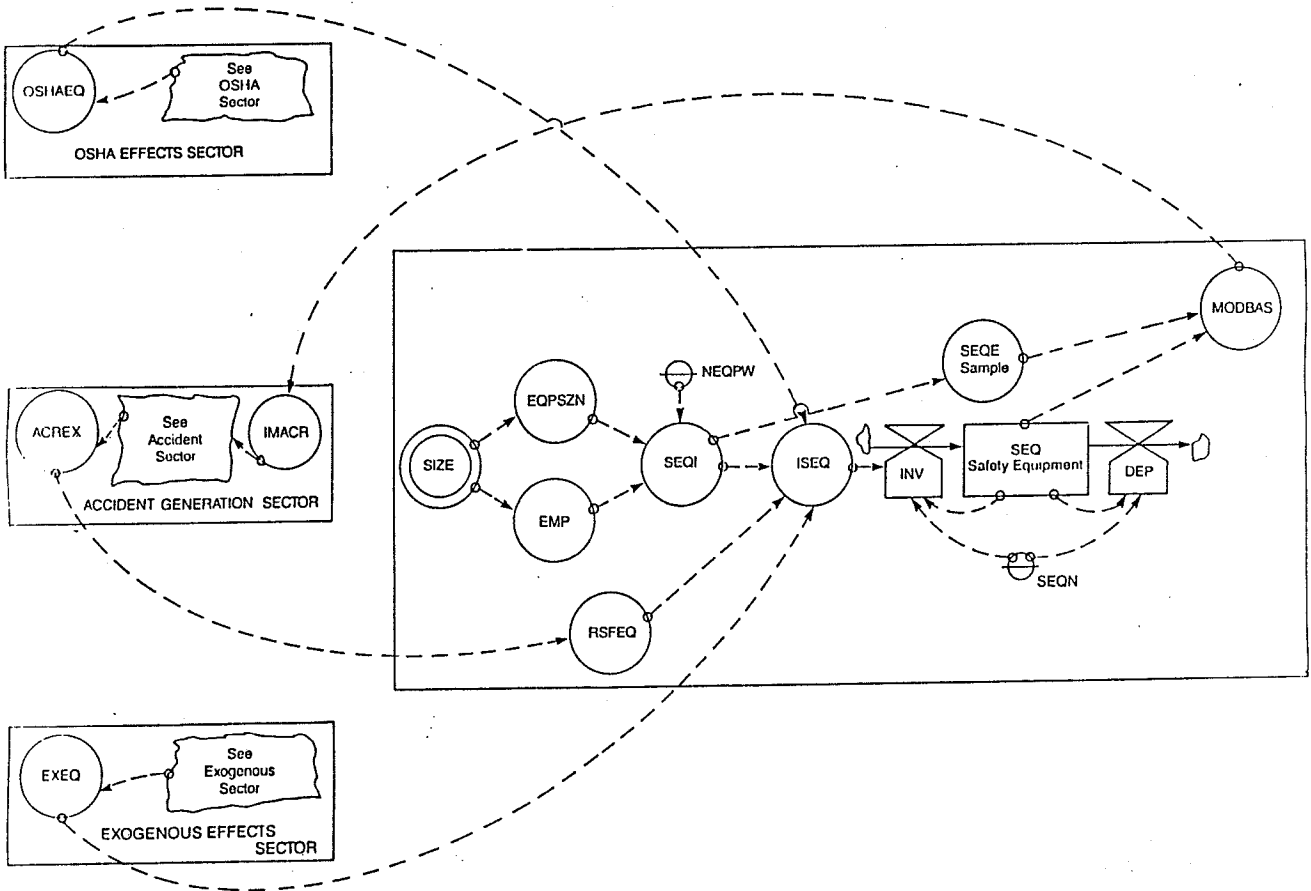 OSHAEQ
See
OSHA
Sector
OSHA EFFECTS SECTOR
MODBAS
SEQE
Sample
NEQPW
EQPSZN
ACREX
See
Accident
Sector
IMACR
ACCIDENT GENERATION SECTOR
SIZE
SEQI
ISEQ
INV
SEQ
Safety Equipment
DEP
EMP
SEQN
RSFEQ
EXEQ
See
Exogenous
Sector
EXOGENOUS EFFECTS
SECTOR